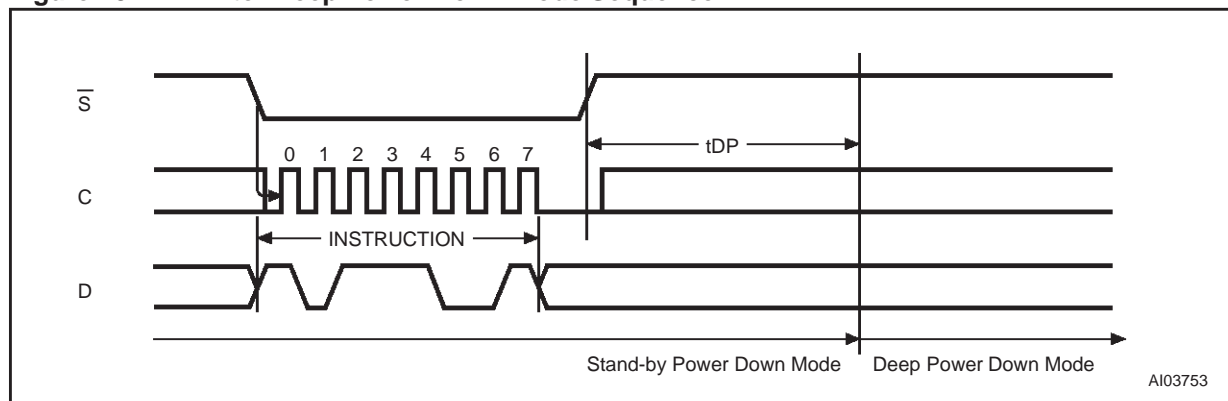 S
tDP
0 1 2 3 4 5 6 7
C
INSTRUCTION
D
Stand-by Power Down Mode Deep Power Down Mode
AI03753